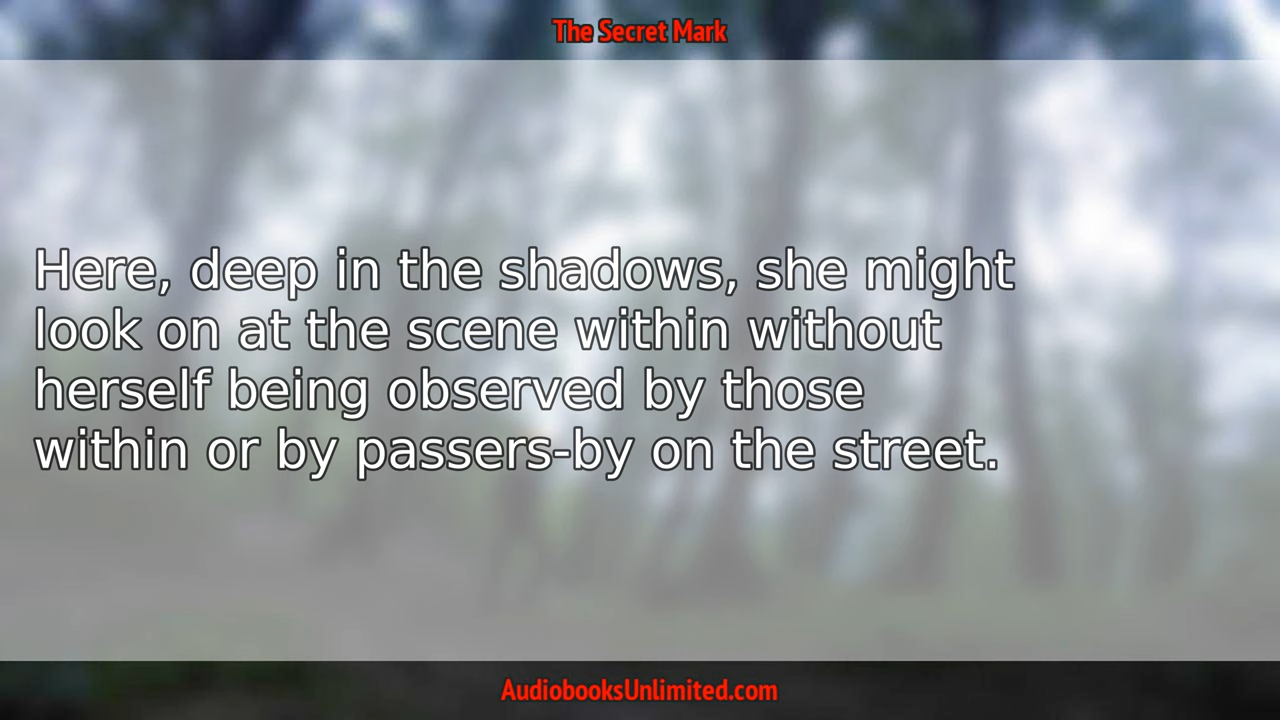 The Secret Mark
Here, deep in the shadows, she might
look on at the scene within without
herself being observed by those
within or by passers-by on the street.
AudiobooksUnlimited.com